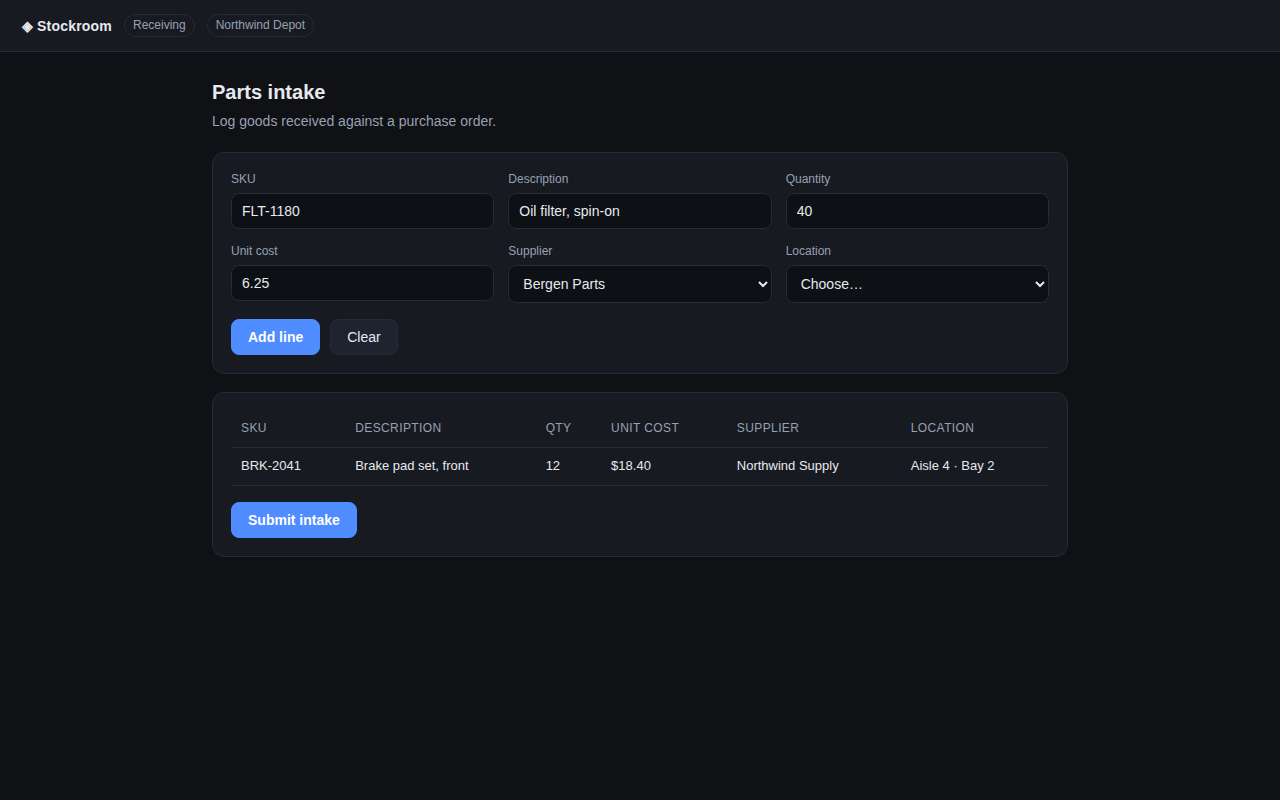 ◈ Stockroom Receiving Northwind Depot
Parts intake
Log goods received against a purchase order.
SKU Description Quantity
FLT-1180 Oil filter, spin-on 40
Unit cost Supplier Location
6.25 Bergen Parts Choose…
Add line Clear
SKU DESCRIPTION QTY UNIT COST SUPPLIER LOCATION
BRK-2041 Brake pad set, front 12 $18.40 Northwind Supply Aisle 4 · Bay 2
Submit intake